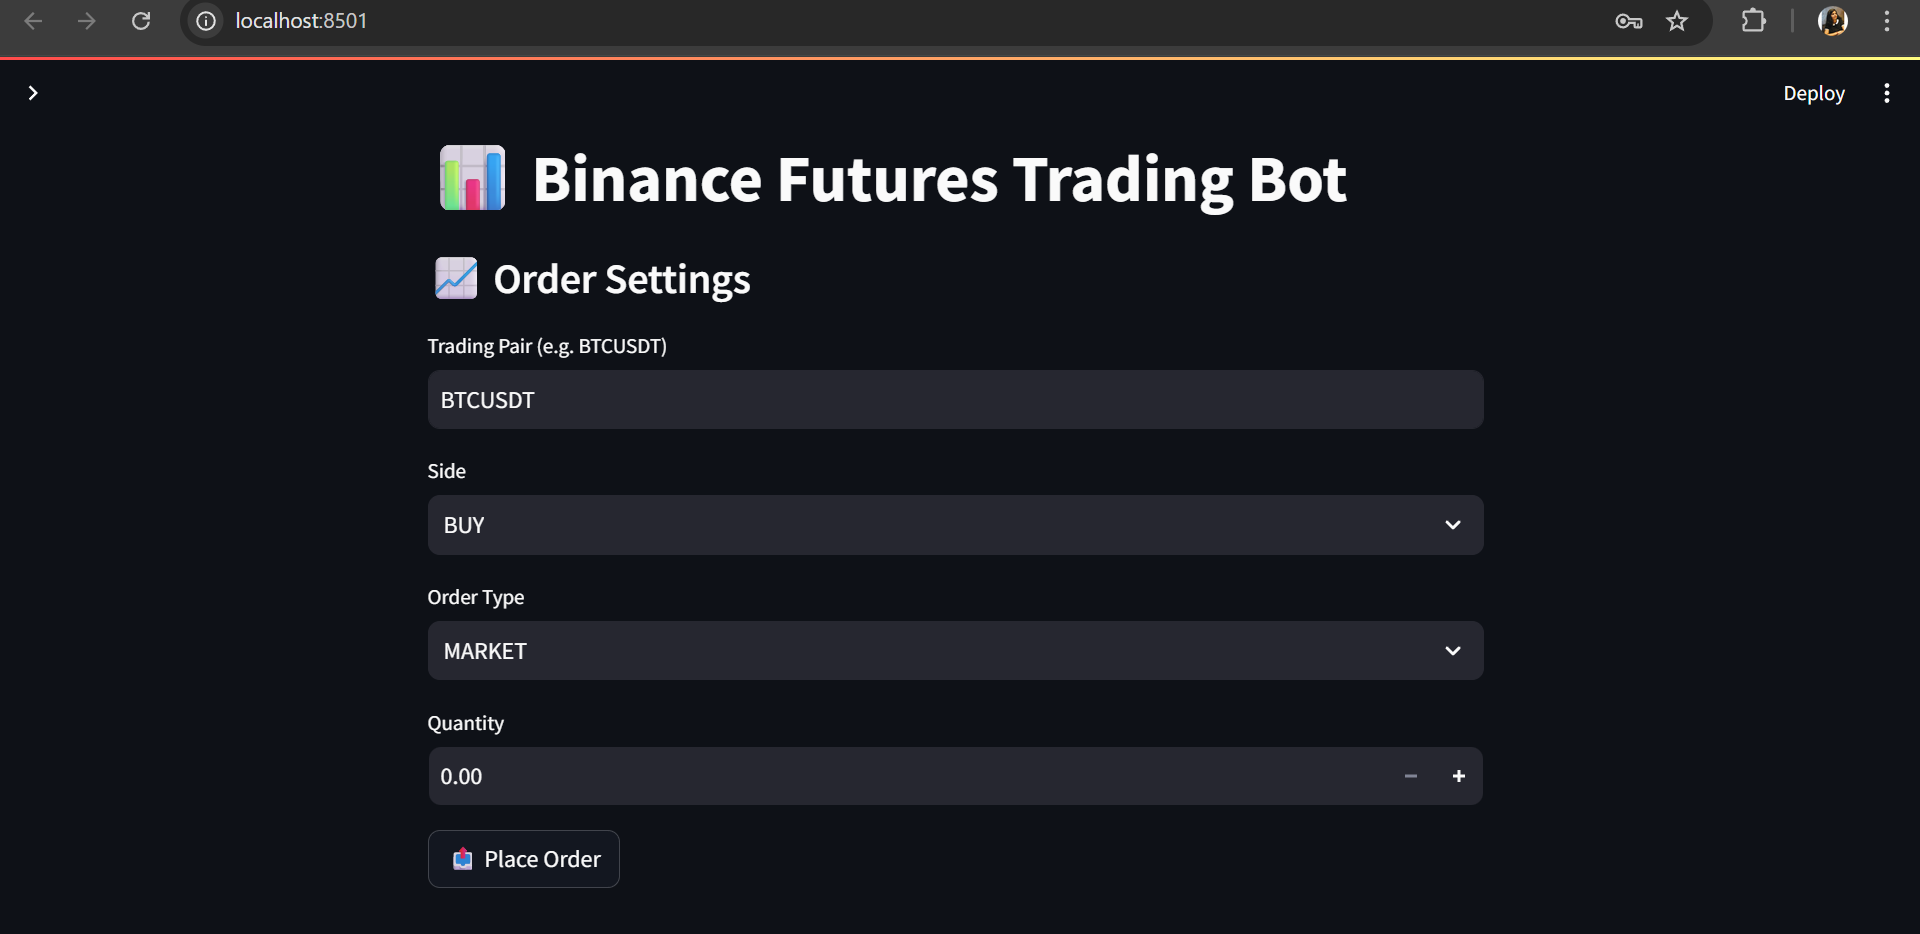 localhost:8501
Deploy
Binance Futures Trading Bot
Order Settings
Trading Pair (e.g. BTCUSDT)
BTCUSDT
Side
BUY
Order Type
MARKET
Quantity
0.00
Place Order